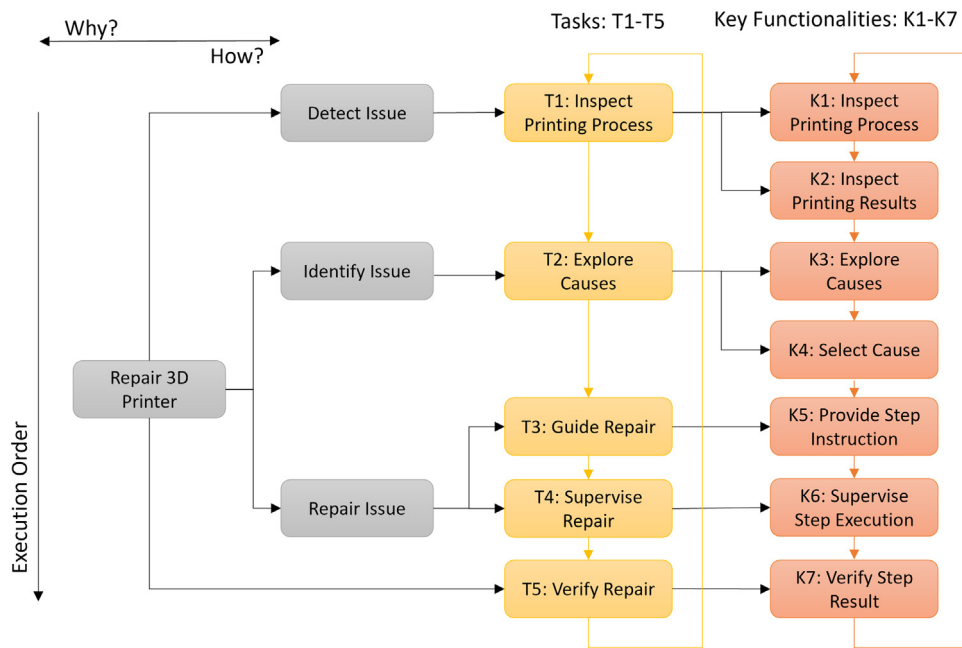 Why?
How?
Tasks: T1-T5
Key Functionalities: K1-K7
Execution Order
Repair 3D
Printer
Detect Issue
Identify Issue
Repair Issue
T1: Inspect
Printing Process
T2: Explore
Causes
T3: Guide Repair
T4: Supervise
Repair
T5: Verify Repair
K1: Inspect
Printing Process
K2: Inspect
Printing Results
K3: Explore
Causes
K4: Select Cause
K5: Provide Step
Instruction
K6: Supervise
Step Execution
K7: Verify Step
Result